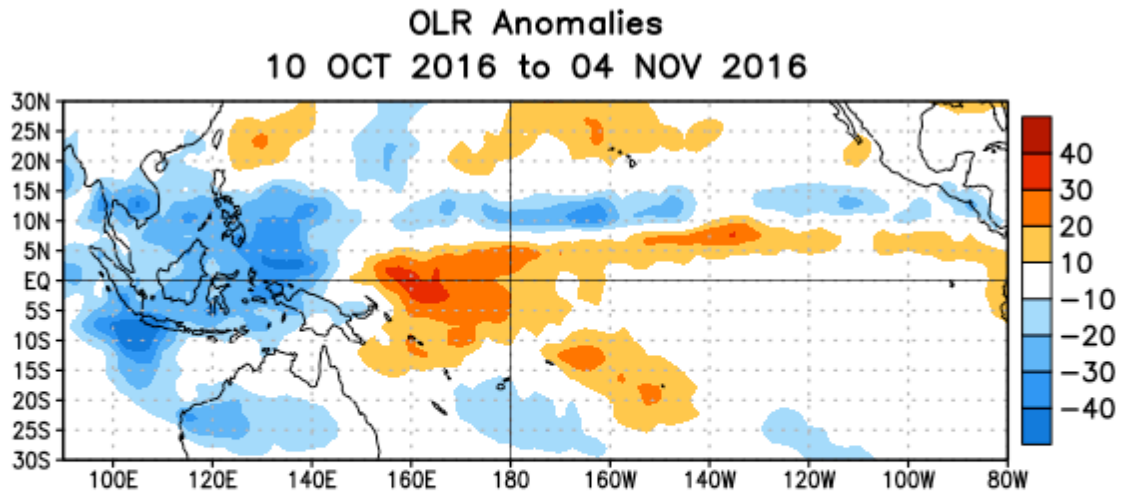 OLR Anomalies
10 OCT 2016 to 04 NOV 2016
30N
25N
20N
15N
10N
5N
EQ
5S
10S
15S
20S
25S
30S
100E 120E 140E 160E 180 160W 140W 120W 100W 80W
40
30
20
10
−10
−20
−30
−40